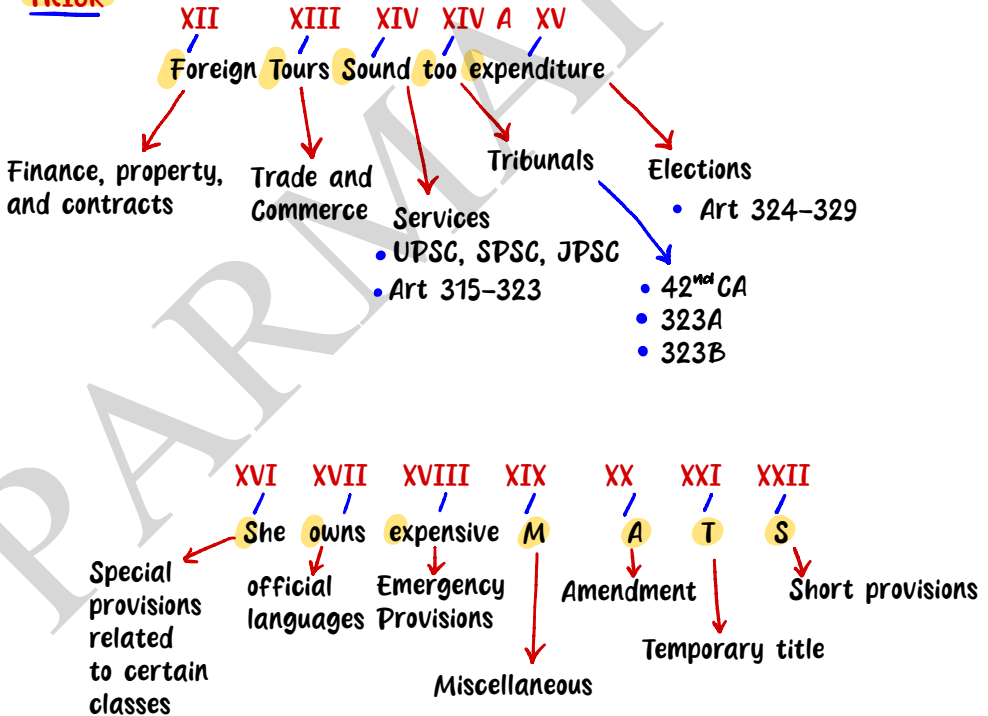 TRICK
XII XIII XIV XIV A XV
Foreign Tours Sound too expenditure
Finance, property,
and contracts
Trade and
Commerce
Services
• UPSC, SPSC, JPSC
• Art 315-323
Tribunals
• 42nd CA
• 323A
• 323B
Elections
• Art 324-329
XVI XVII XVIII XIX XX XXI XXII
She owns expensive M A T S
Special
provisions
related
to certain
classes
official
languages
Emergency
Provisions
Miscellaneous
Amendment
Temporary title
Short provisions
PARMA